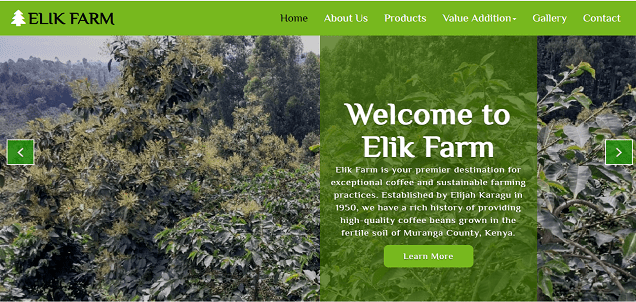 ELIK FARM
Home About Us Products Value Addition Gallery Contact
Welcome to
Elik Farm
Elik Farm is your premier destination for
exceptional coffee and sustainable farming
practices. Established by Elijah Karagu in
1950, we have a rich history of providing
high-quality coffee beans grown in the
fertile soil of Muranga County, Kenya.
Learn More